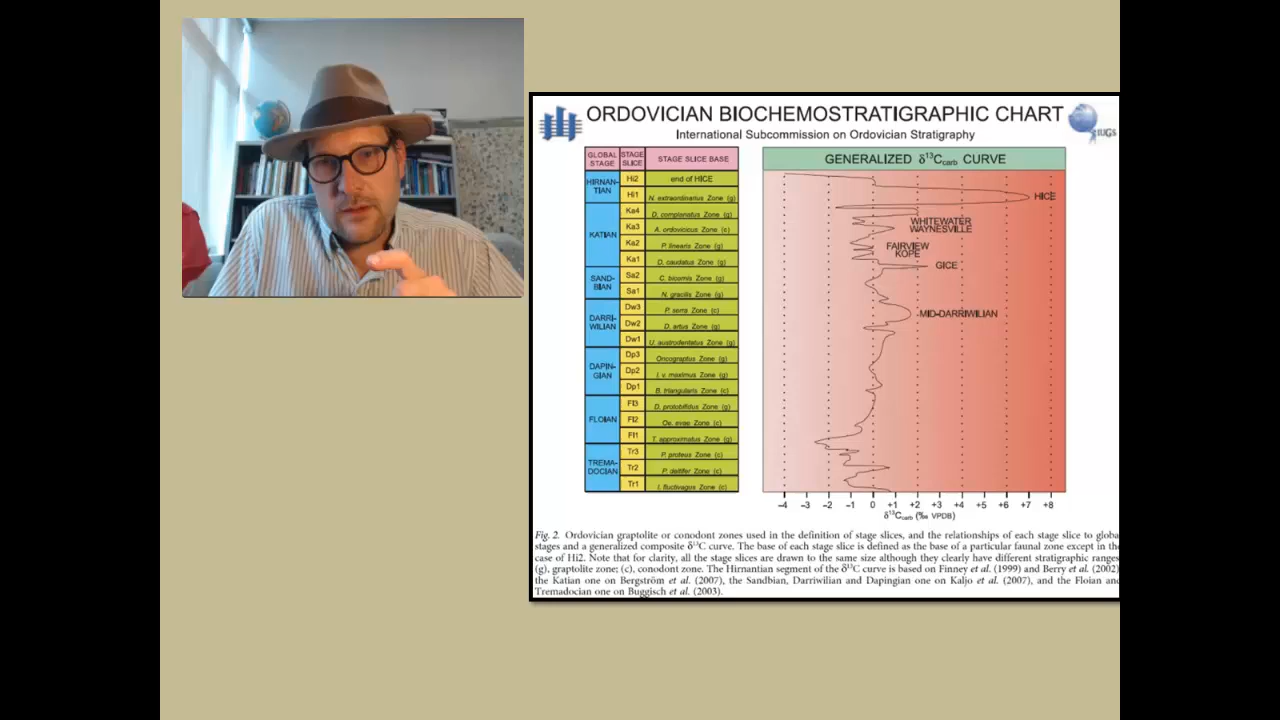 ORDOVICIAN BIOCHEMOSTRATIGRAPHIC CHART
International Subcommission on Ordovician Stratigraphy
IUGS
GLOBAL STAGE
STAGE SLICE
STAGE SLICE BASE
GENERALIZED δ¹³Ccarb CURVE
HIRNAN-
TIAN
Hi2 end of HICE
Hi1 N. extraordinarius Zone (g)
KATIAN
Ka4 D. complanatus Zone (g)
Ka3 A. ordovicicus Zone (c)
Ka2 P. linearis Zone (g)
Ka1 D. caudatus Zone (g)
SAND-
BIAN
Sa2 C. bicornis Zone (g)
Sa1 N. gracilis Zone (g)
DARRI-
WILIAN
Dw3 P. serra Zone (c)
Dw2 D. artus Zone (g)
Dw1 U. austrodentatus Zone (g)
DAPIN-
GIAN
Dp3 Oncograptus Zone (g)
Dp2 I. v. maximus Zone (g)
Dp1 B. triangularis Zone (c)
FLOIAN
Fl3 D. protobifidus Zone (g)
Fl2 Oe. evae Zone (c)
Fl1 T. approximatus Zone (g)
TREMA-
DOCIAN
Tr3 P. proteus Zone (c)
Tr2 P. deltifer Zone (c)
Tr1 I. fluctivagus Zone (c)
HICE
WHITEWATER
WAYNESVILLE
FAIRVIEW
KOPE
GICE
MID-DARRIWILIAN
−4 −3 −2 −1 0 +1 +2 +3 +4 +5 +6 +7 +8
δ¹³Ccarb (‰ VPDB)
Fig. 2. Ordovician graptolite or conodont zones used in the definition of stage slices, and the relationships of each stage slice to globa
stages and a generalized composite δ¹³C curve. The base of each stage slice is defined as the base of a particular faunal zone except in the
case of Hi2. Note that for clarity, all the stage slices are drawn to the same size although they clearly have different stratigraphic ranges
(g), graptolite zone; (c), conodont zone. The Hirnantian segment of the δ¹³C curve is based on Finney et al. (1999) and Berry et al. (2002)
the Katian one on Bergström et al. (2007), the Sandbian, Darriwilian and Dapingian one on Kaljo et al. (2007), and the Floian and
Tremadocian one on Buggisch et al. (2003).